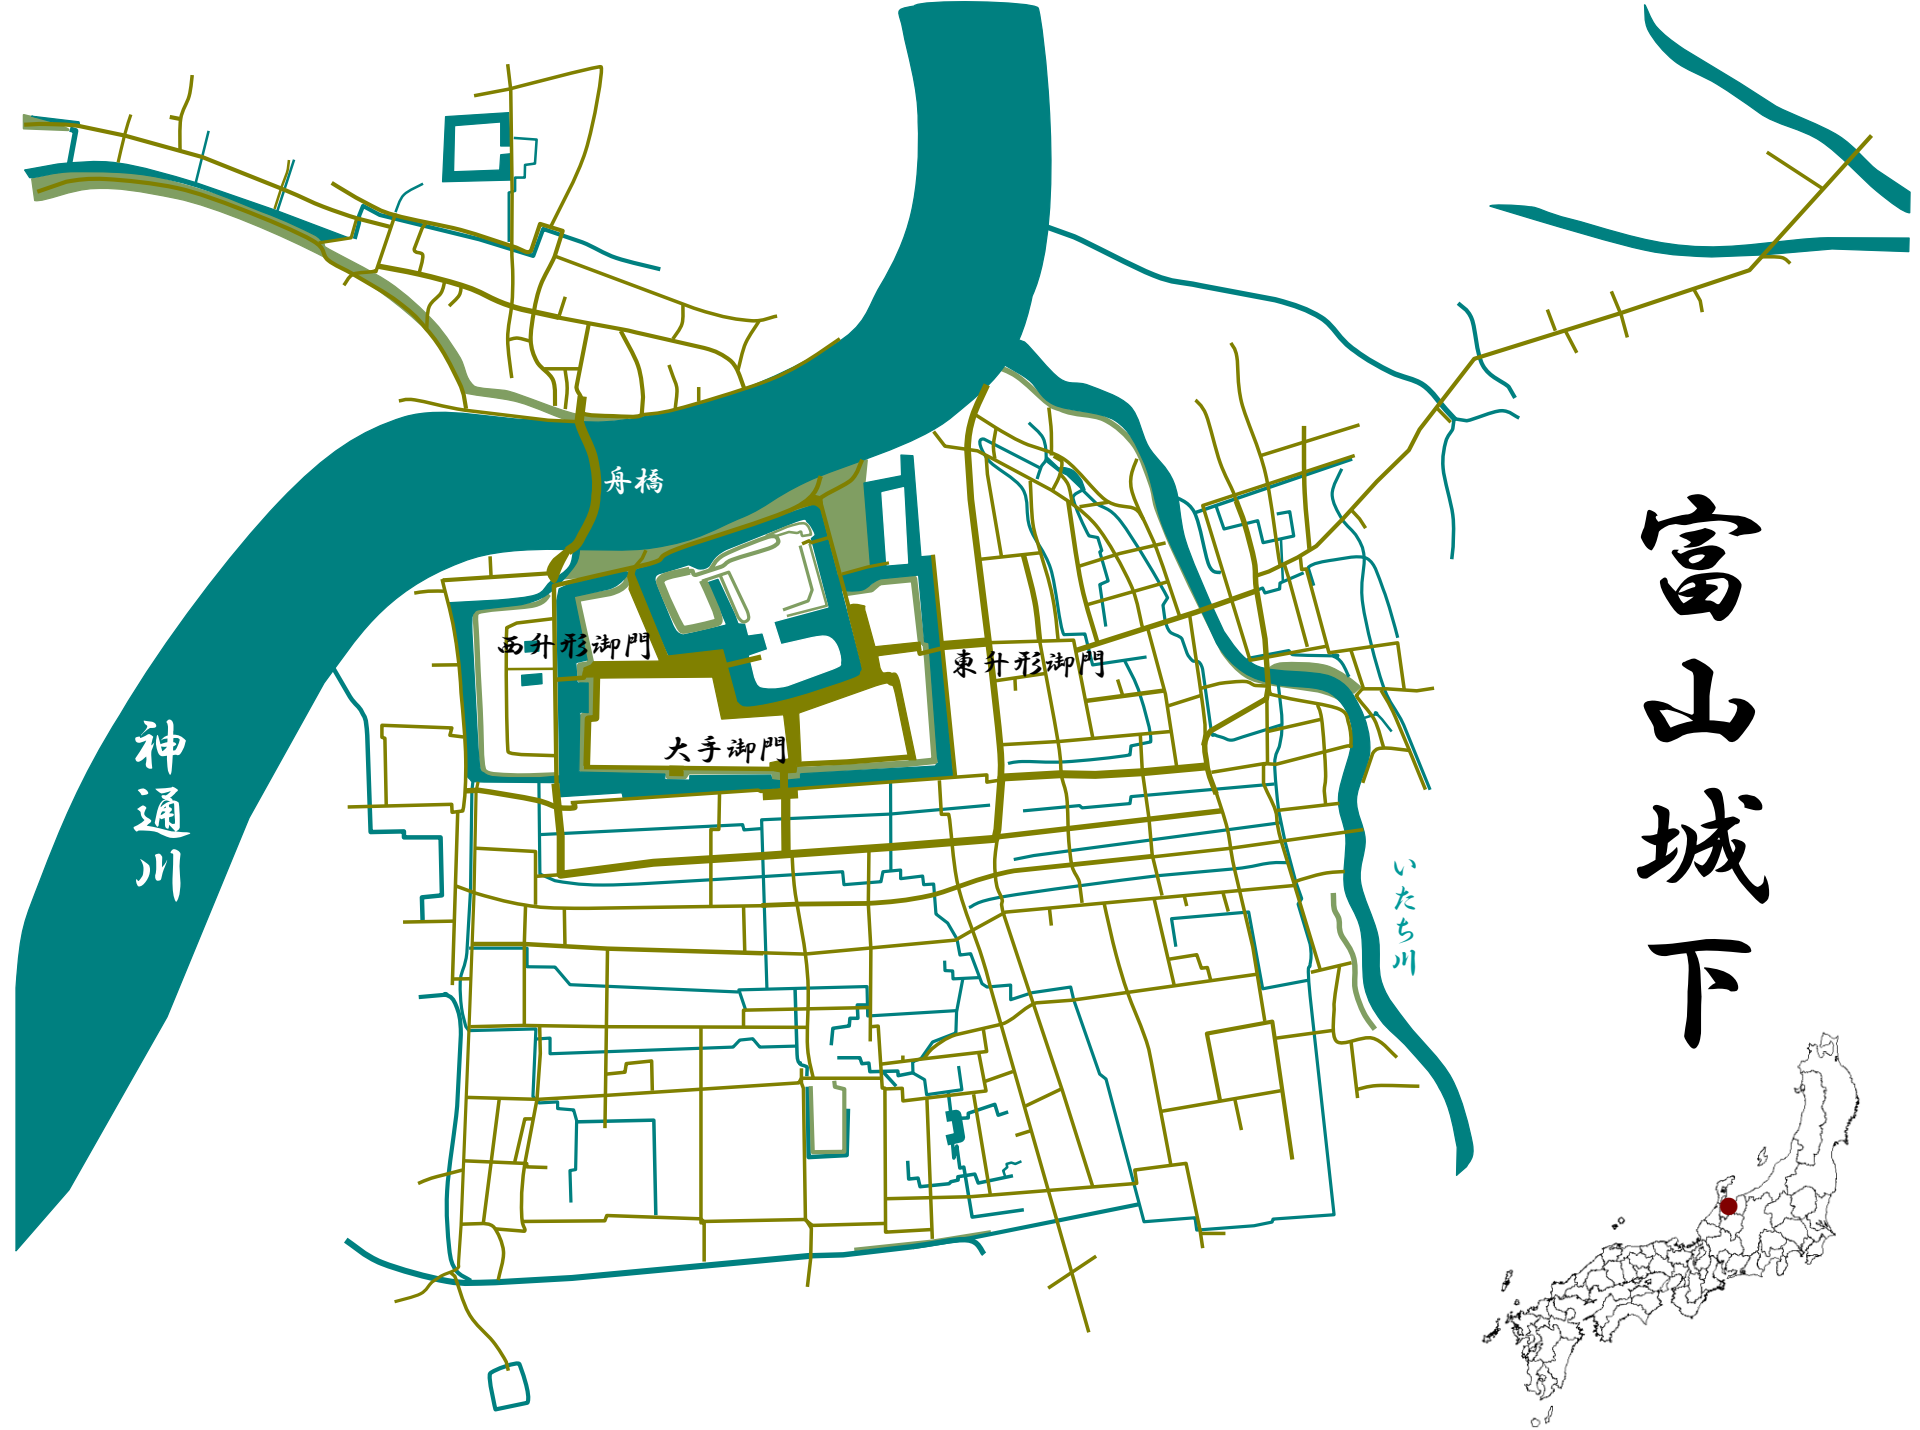 富山城下
舟橋
西升形御門
東升形御門
大手御門
神通川
いたち川